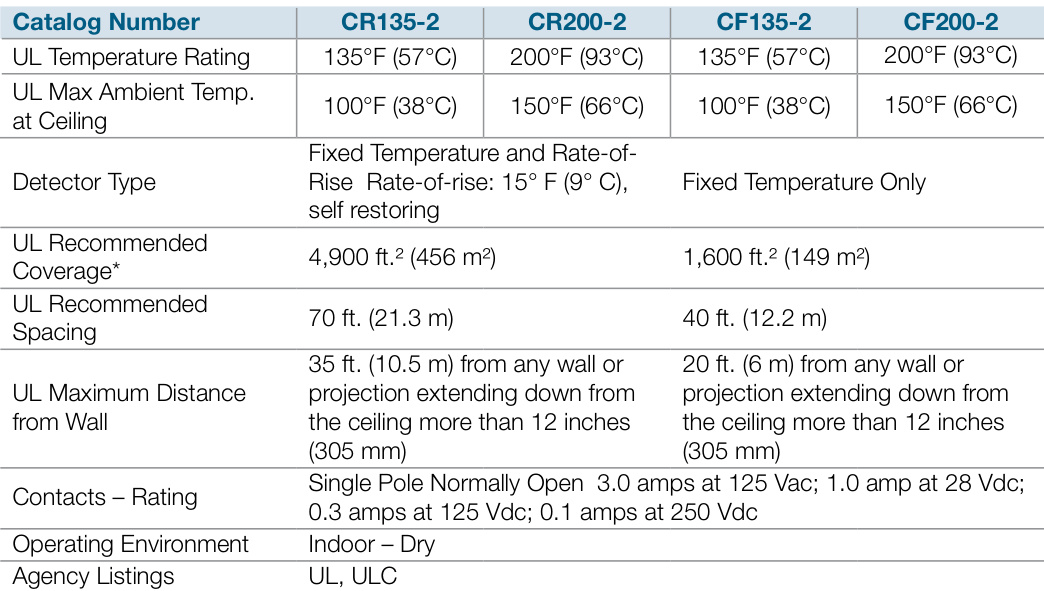 Catalog Number CR135-2 CR200-2 CF135-2 CF200-2
UL Temperature Rating 135°F (57°C) 200°F (93°C) 135°F (57°C) 200°F (93°C)
UL Max Ambient Temp.
at Ceiling 100°F (38°C) 150°F (66°C) 100°F (38°C) 150°F (66°C)
Detector Type
Fixed Temperature and Rate-of-
Rise Rate-of-rise: 15° F (9° C),
self restoring
Fixed Temperature Only
UL Recommended
Coverage*
4,900 ft.² (456 m²)
1,600 ft.² (149 m²)
UL Recommended
Spacing
70 ft. (21.3 m)
40 ft. (12.2 m)
UL Maximum Distance
from Wall
35 ft. (10.5 m) from any wall or
projection extending down from
the ceiling more than 12 inches
(305 mm)
20 ft. (6 m) from any wall or
projection extending down from
the ceiling more than 12 inches
(305 mm)
Contacts – Rating
Single Pole Normally Open 3.0 amps at 125 Vac; 1.0 amp at 28 Vdc;
0.3 amps at 125 Vdc; 0.1 amps at 250 Vdc
Operating Environment Indoor – Dry
Agency Listings UL, ULC